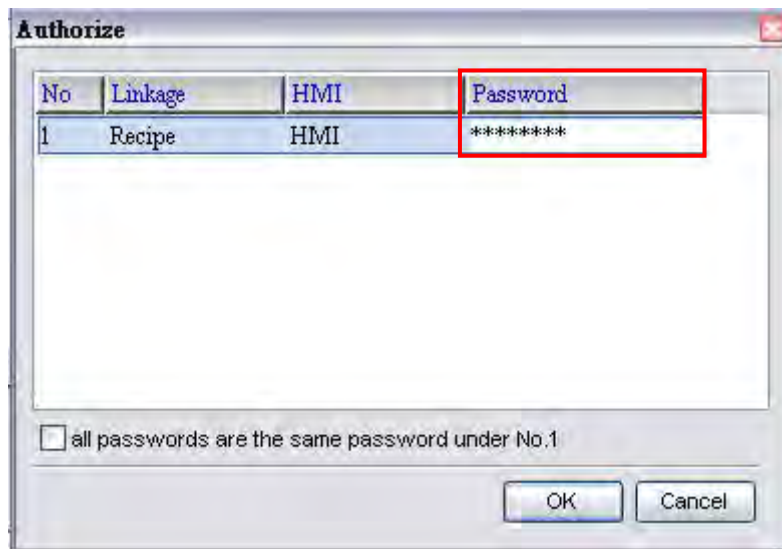 Authorize
No Linkage HMI Password
1 Recipe HMI ********
all passwords are the same password under No.1
OK Cancel